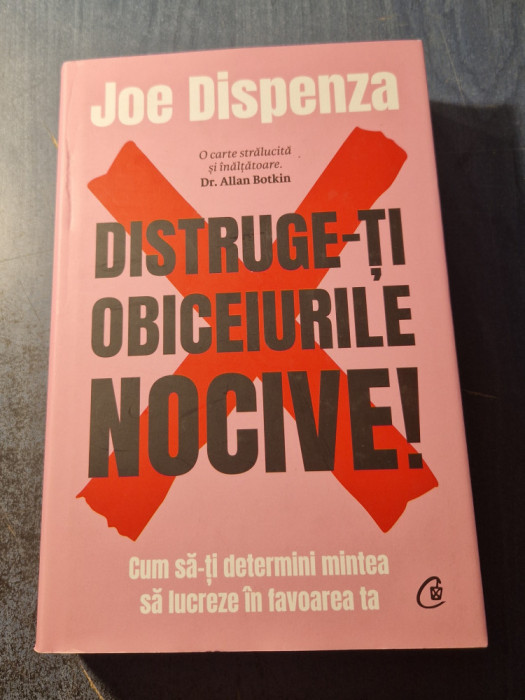 Joe Dispenza
O carte strălucită
și înălțătoare.
Dr. Allan Botkin
DISTRUGE-ȚI
OBICEIURILE
NOCIVE!
Cum să-ți determini mintea
să lucreze în favoarea ta